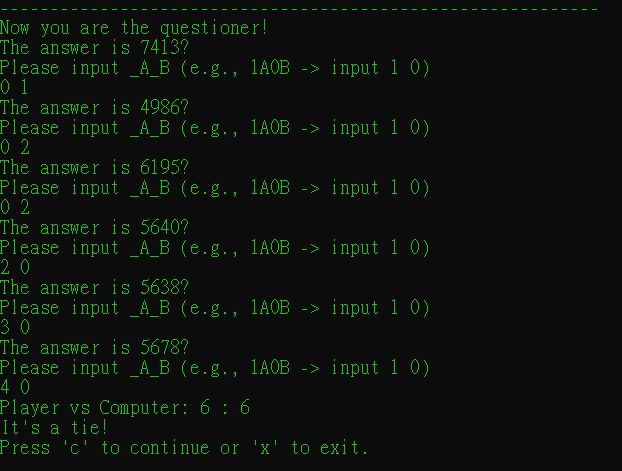 ------------------------------------------------------------
Now you are the questioner!
The answer is 7413?
Please input _A_B (e.g., 1A0B -> input 1 0)
0 1
The answer is 4986?
Please input _A_B (e.g., 1A0B -> input 1 0)
0 2
The answer is 6195?
Please input _A_B (e.g., 1A0B -> input 1 0)
0 2
The answer is 5640?
Please input _A_B (e.g., 1A0B -> input 1 0)
2 0
The answer is 5638?
Please input _A_B (e.g., 1A0B -> input 1 0)
3 0
The answer is 5678?
Please input _A_B (e.g., 1A0B -> input 1 0)
4 0
Player vs Computer: 6 : 6
It's a tie!
Press 'c' to continue or 'x' to exit.